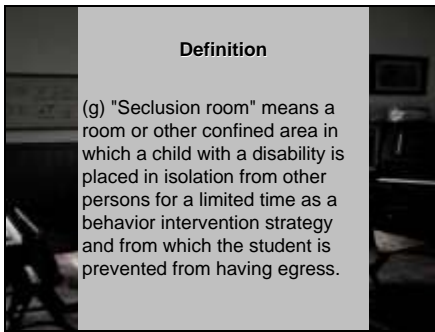 Definition
(g) "Seclusion room" means a
room or other confined area in
which a child with a disability is
placed in isolation from other
persons for a limited time as a
behavior intervention strategy
and from which the student is
prevented from having egress.